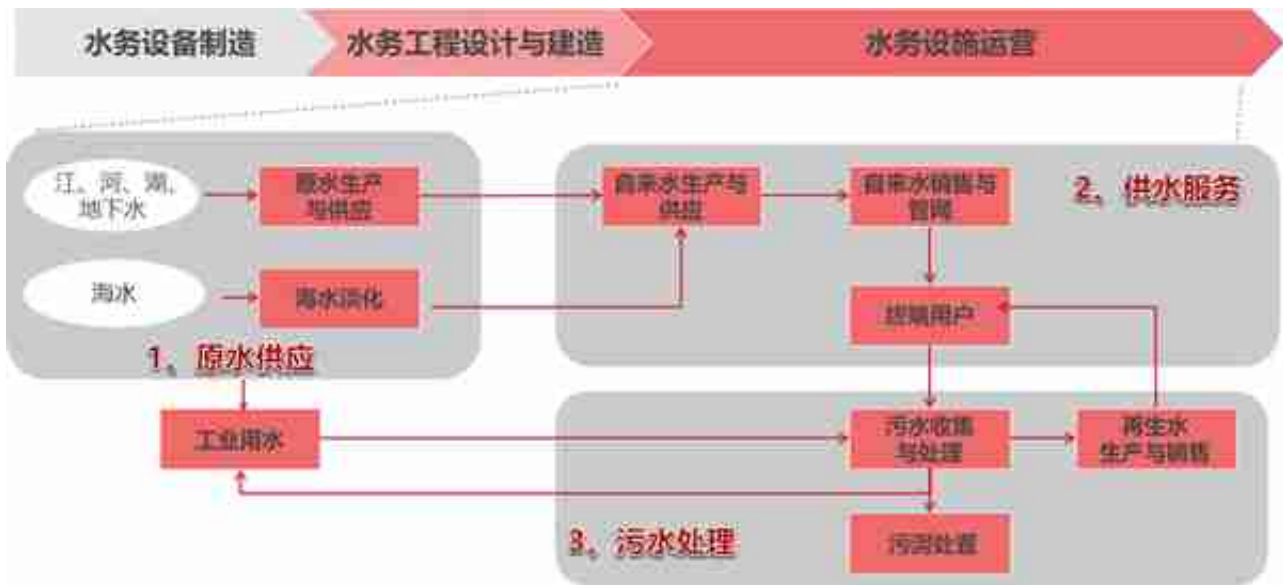 水务设备制造
水务工程设计与建造
水务设施运营
江、河、湖、
地下水
原水生产
与供应
自来水生产与
供应
自来水销售与
管网
2、供水服务
海水
海水淡化
终端用户
1、原水供应
工业用水
污水收集
与处理
再生水
生产与销售
3、污水处理
污泥处置